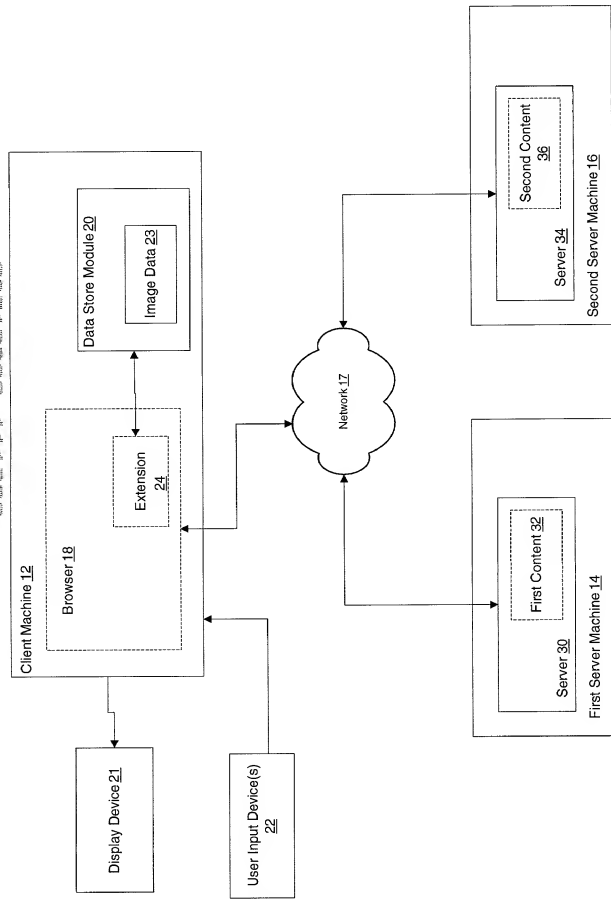 Client Machine 12
Browser 18
Extension
24
Data Store Module 20
Image Data 23
Display Device 21
User Input Device(s)
22
Network 17
First Content 32
Server 30
First Server Machine 14
Second Content
36
Server 34
Second Server Machine 16